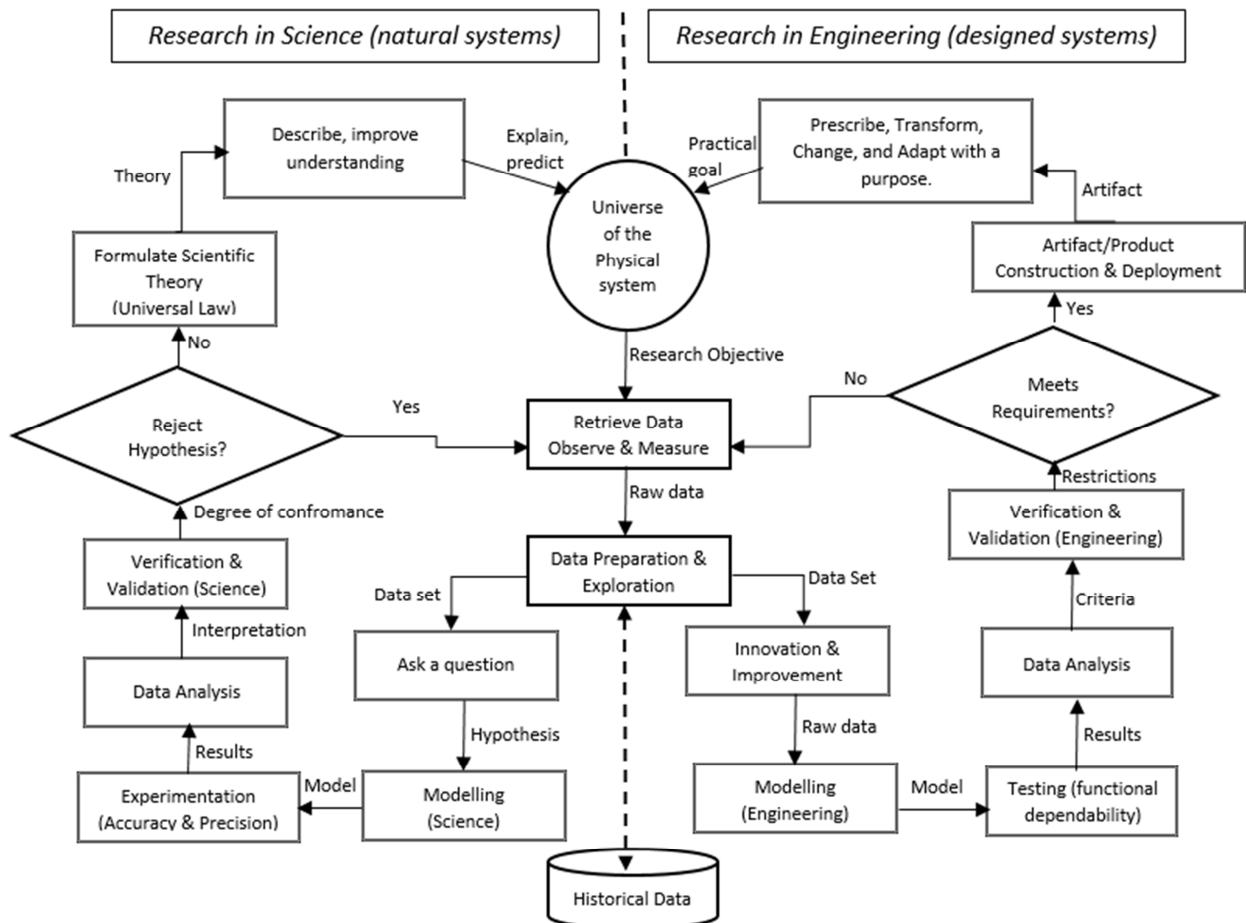 Research in Science (natural systems)
Research in Engineering (designed systems)
Describe, improve
understanding
Explain,
predict
Practical
goal
Prescribe, Transform,
Change, and Adapt with a
purpose.
Theory
Artifact
Universe
of the
Physical
system
Formulate Scientific
Theory
(Universal Law)
Artifact/Product
Construction & Deployment
No
Yes
Research Objective
Reject
Hypothesis?
Yes
Retrieve Data
Observe & Measure
No
Meets
Requirements?
Raw data
Restrictions
Degree of confromance
Verification &
Validation (Science)
Data Preparation &
Exploration
Verification &
Validation (Engineering)
Data set
Data Set
Interpretation
Criteria
Data Analysis
Ask a question
Innovation &
Improvement
Data Analysis
Results
Hypothesis
Raw data
Results
Experimentation
(Accuracy & Precision)
Model
Modelling
(Science)
Modelling
(Engineering)
Model
Testing (functional
dependability)
Historical Data